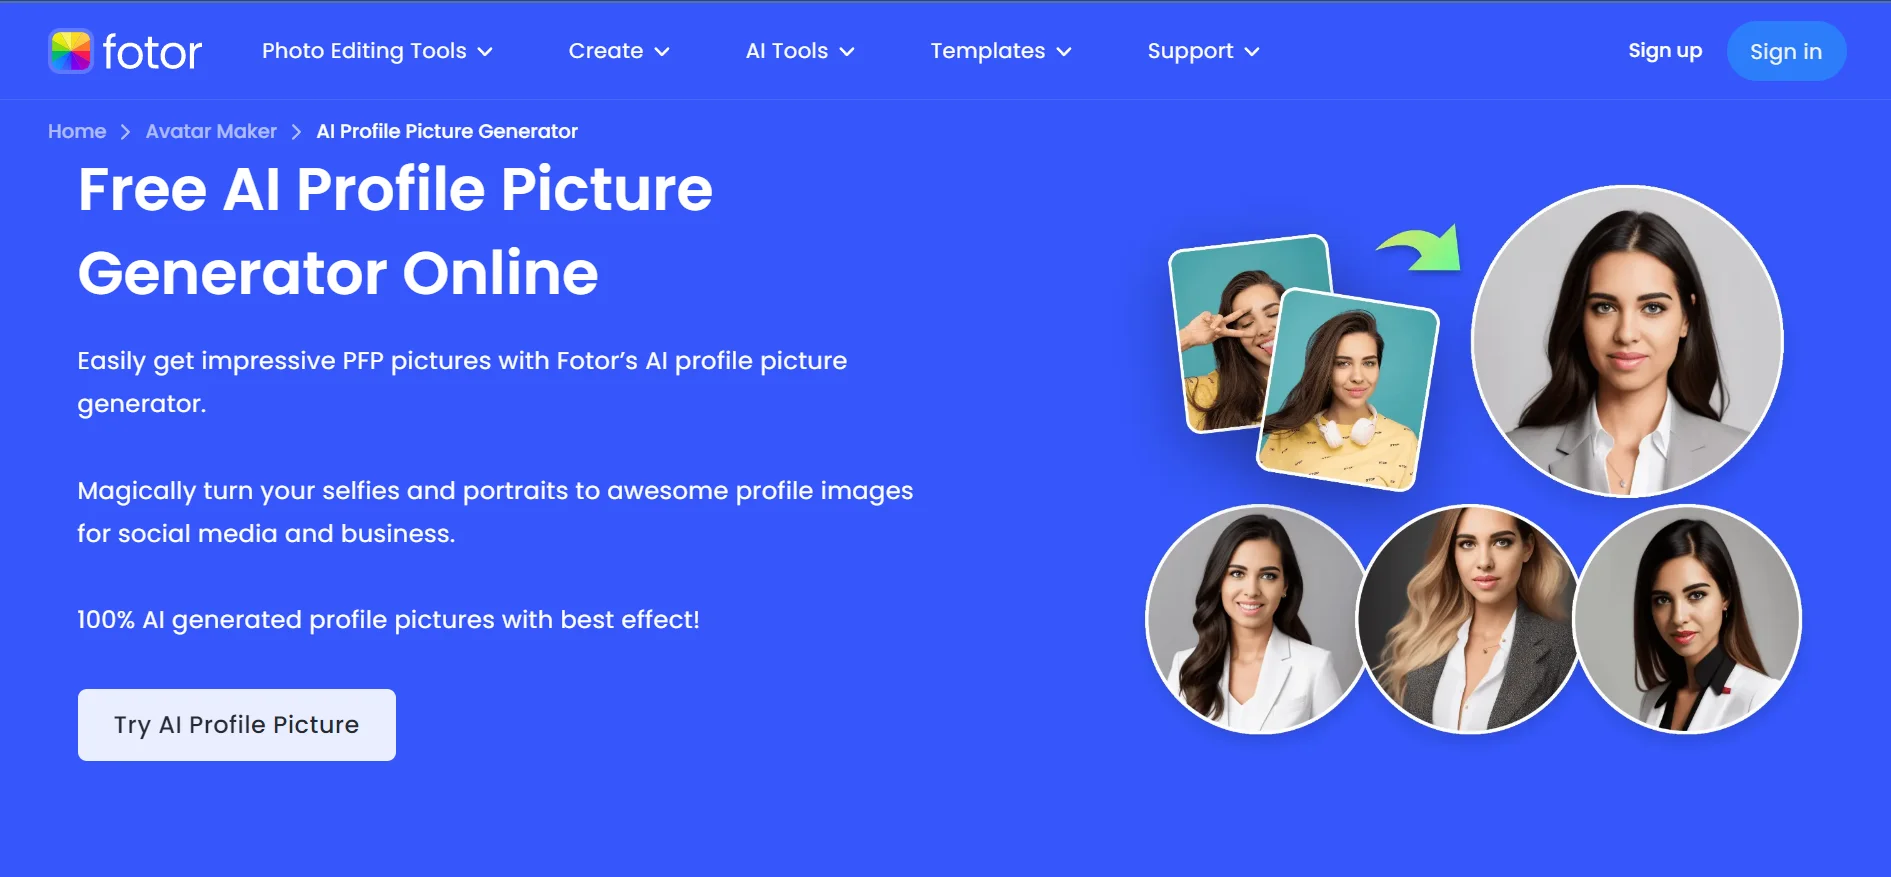 fotor
Photo Editing Tools
Create
AI Tools
Templates
Support
Sign up
Sign in
Home
Avatar Maker
AI Profile Picture Generator
Free AI Profile Picture
Generator Online
Easily get impressive PFP pictures with Fotor’s AI profile picture
generator.
Magically turn your selfies and portraits to awesome profile images
for social media and business.
100% AI generated profile pictures with best effect!
Try AI Profile Picture